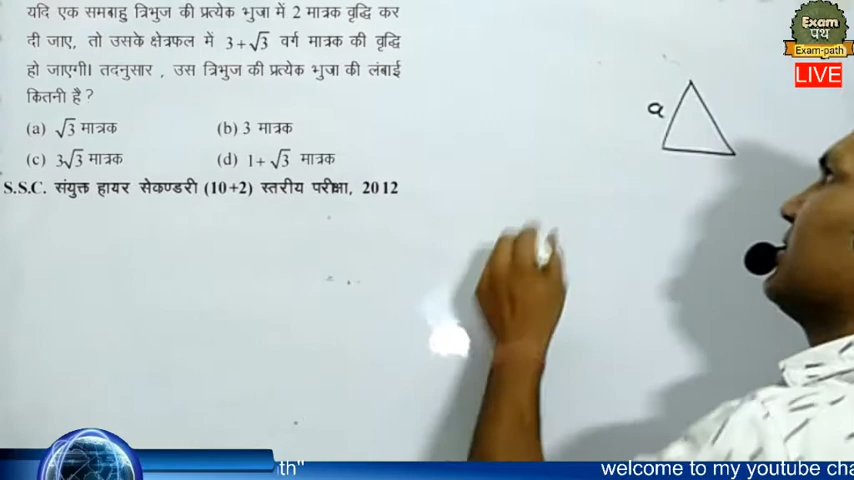 यदि एक समबाहु त्रिभुज की प्रत्येक भुजा में 2 मात्रक वृद्धि कर
दी जाए, तो उसके क्षेत्रफल में 3+√3 वर्ग मात्रक की वृद्धि
हो जाएगी। तदनुसार , उस त्रिभुज की प्रत्येक भुजा की लंबाई
कितनी है ?
(a) √3 मात्रक (b) 3 मात्रक
(c) 3√3 मात्रक (d) 1+ √3 मात्रक
S.S.C. संयुक्त हायर सेकण्डरी (10+2) स्तरीय परीक्षा, 2012
a
Exam
पथ
Exam-path
LIVE
th" welcome to my youtube cha